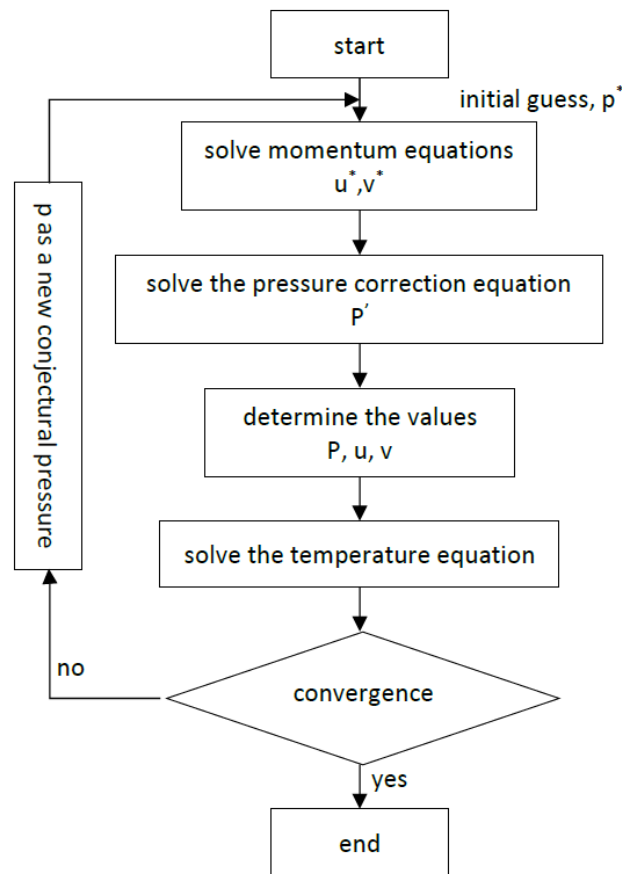 start
initial guess, p*
solve momentum equations
u*,v*
solve the pressure correction equation
P′
determine the values
P, u, v
solve the temperature equation
convergence
no
p as a new conjectural pressure
yes
end